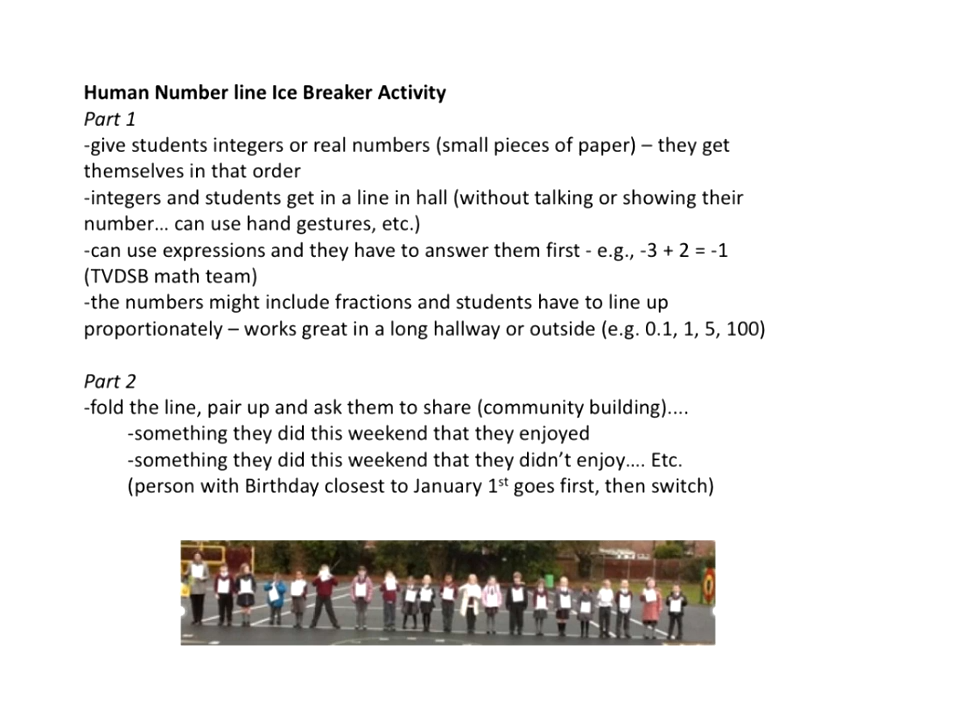 Human Number line Ice Breaker Activity
Part 1
-give students integers or real numbers (small pieces of paper) – they get
themselves in that order
-integers and students get in a line in hall (without talking or showing their
number… can use hand gestures, etc.)
-can use expressions and they have to answer them first - e.g., -3 + 2 = -1
(TVDSB math team)
-the numbers might include fractions and students have to line up
proportionately – works great in a long hallway or outside (e.g. 0.1, 1, 5, 100)
Part 2
-fold the line, pair up and ask them to share (community building)....
-something they did this weekend that they enjoyed
-something they did this weekend that they didn’t enjoy…. Etc.
(person with Birthday closest to January 1st goes first, then switch)